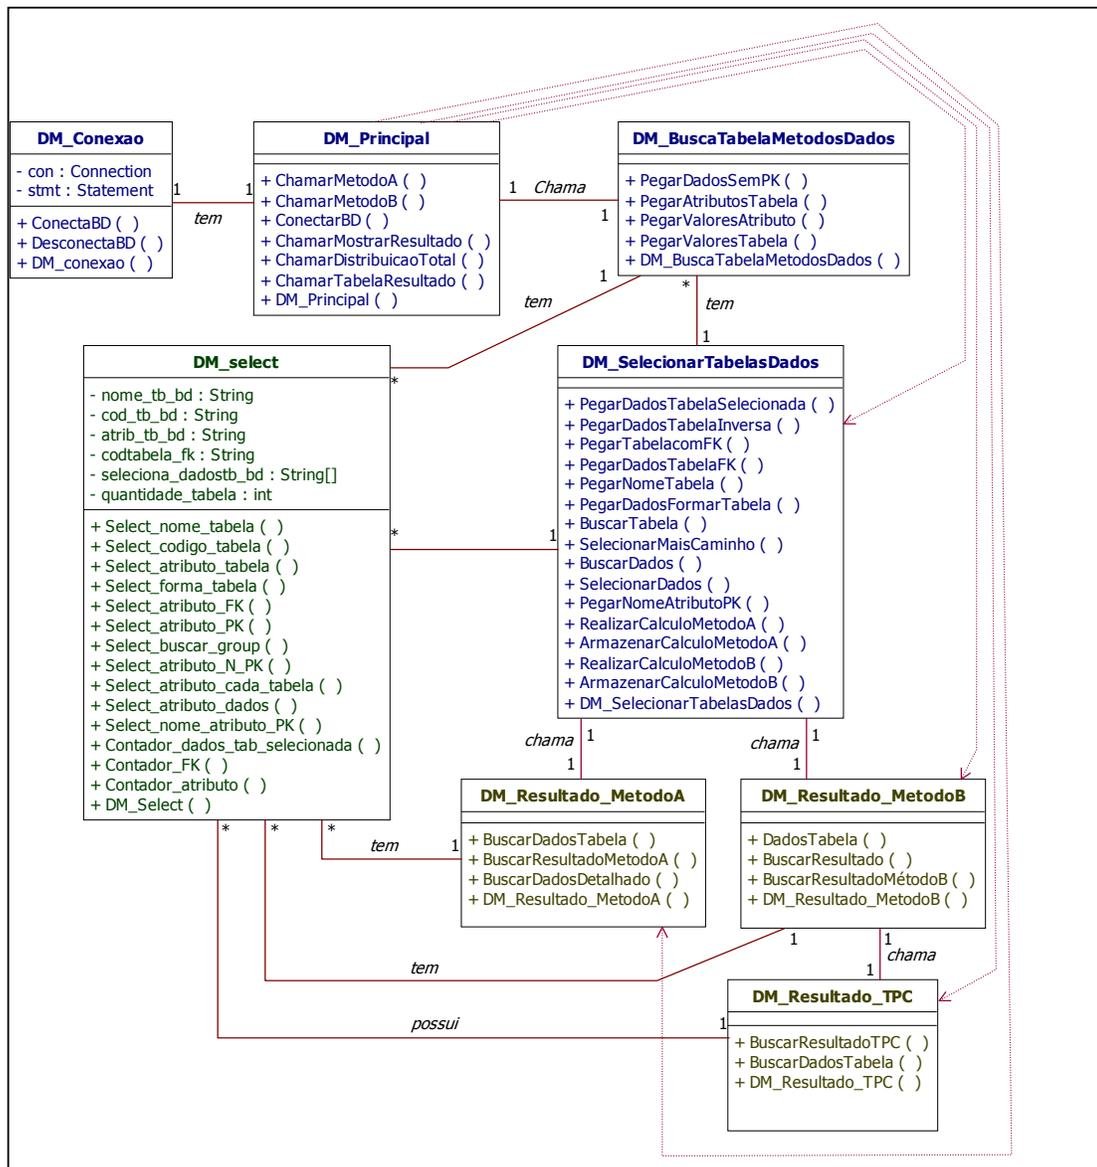 DM_Conexao
- con : Connection
- stmt : Statement
+ ConectaBD ( )
+ DesconectaBD ( )
+ DM_conexao ( )
1
1
tem
DM_Principal
+ ChamarMetodoA ( )
+ ChamarMetodoB ( )
+ ConectarBD ( )
+ ChamarMostrarResultado ( )
+ ChamarDistribuicaoTotal ( )
+ ChamarTabelaResultado ( )
+ DM_Principal ( )
1
Chama
1
DM_BuscaTabelaMetodosDados
+ PegarDadosSemPK ( )
+ PegarAtributosTabela ( )
+ PegarValoresAtributo ( )
+ PegarValoresTabela ( )
+ DM_BuscaTabelaMetodosDados ( )
1
tem
*
*
tem
1
DM_select
- nome_tb_bd : String
- cod_tb_bd : String
- atrib_tb_bd : String
- codtabela_fk : String
- seleciona_dadostb_bd : String[]
- quantidade_tabela : int
+ Select_nome_tabela ( )
+ Select_codigo_tabela ( )
+ Select_atributo_tabela ( )
+ Select_forma_tabela ( )
+ Select_atributo_FK ( )
+ Select_atributo_PK ( )
+ Select_buscar_group ( )
+ Select_atributo_N_PK ( )
+ Select_atributo_cada_tabela ( )
+ Select_atributo_dados ( )
+ Select_nome_atributo_PK ( )
+ Contador_dados_tab_selecionada ( )
+ Contador_FK ( )
+ Contador_atributo ( )
+ DM_Select ( )
*
1
DM_SelecionarTabelasDados
+ PegarDadosTabelaSelecionada ( )
+ PegarDadosTabelaInversa ( )
+ PegarTabelacomFK ( )
+ PegarDadosTabelaFK ( )
+ PegarNomeTabela ( )
+ PegarDadosFormarTabela ( )
+ BuscarTabela ( )
+ SelecionarMaisCaminho ( )
+ BuscarDados ( )
+ SelecionarDados ( )
+ PegarNomeAtributoPK ( )
+ RealizarCalculoMetodoA ( )
+ ArmazenarCalculoMetodoA ( )
+ RealizarCalculoMetodoB ( )
+ ArmazenarCalculoMetodoB ( )
+ DM_SelecionarTabelasDados ( )
chama
1
1
chama
1
1
DM_Resultado_MetodoA
+ BuscarDadosTabela ( )
+ BuscarResultadoMetodoA ( )
+ BuscarDadosDetalhado ( )
+ DM_Resultado_MetodoA ( )
DM_Resultado_MetodoB
+ DadosTabela ( )
+ BuscarResultado ( )
+ BuscarResultadoMétodoB ( )
+ DM_Resultado_MetodoB ( )
*
*
*
tem
1
tem
1
1
chama
1
possui
1
DM_Resultado_TPC
+ BuscarResultadoTPC ( )
+ BuscarDadosTabela ( )
+ DM_Resultado_TPC ( )